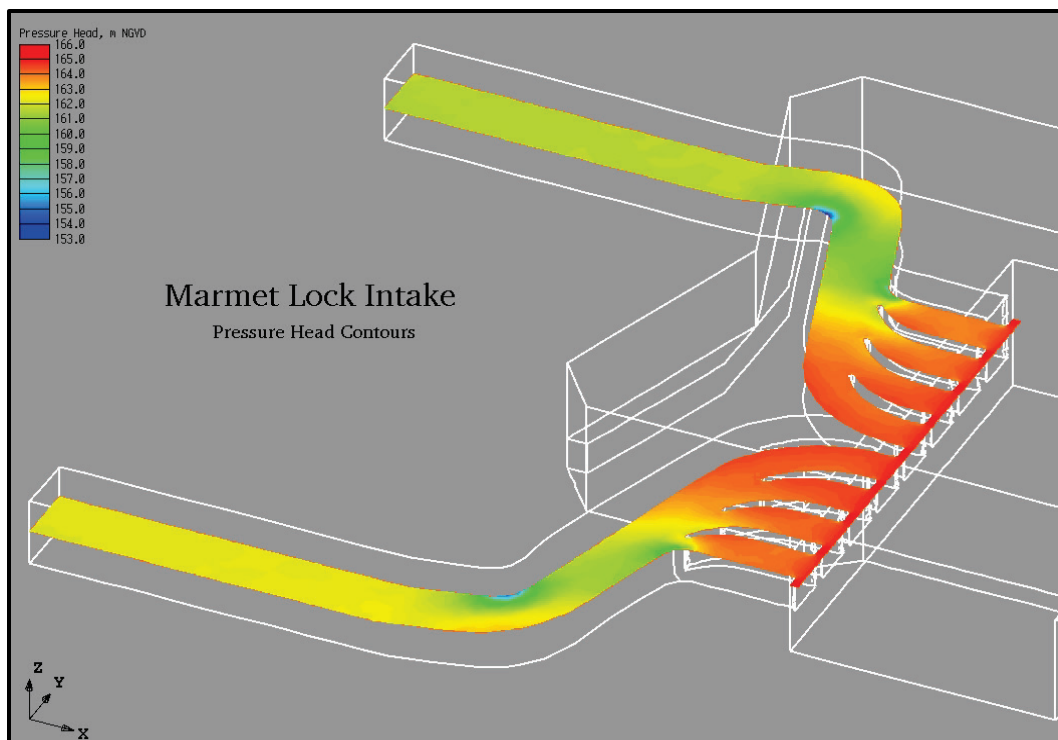 Pressure Head, m NGVD
166.0
165.0
164.0
163.0
162.0
161.0
160.0
159.0
158.0
157.0
156.0
155.0
154.0
153.0
Marmet Lock Intake
Pressure Head Contours
Z
Y
X